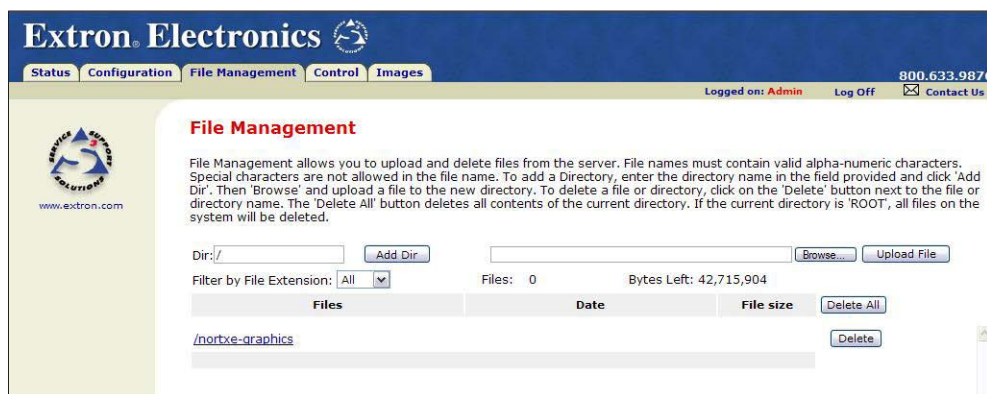 Extron® Electronics
Status Configuration File Management Control Images
800.633.987
Logged on: Admin Log Off Contact Us
SERVICE SUPPORT SOLUTIONS S3
www.extron.com
File Management
File Management allows you to upload and delete files from the server. File names must contain valid alpha-numeric characters.
Special characters are not allowed in the file name. To add a Directory, enter the directory name in the field provided and click 'Add
Dir'. Then 'Browse' and upload a file to the new directory. To delete a file or directory, click on the 'Delete' button next to the file or
directory name. The 'Delete All' button deletes all contents of the current directory. If the current directory is 'ROOT', all files on the
system will be deleted.
Dir: / Add Dir Browse... Upload File
Filter by File Extension: All Files: 0 Bytes Left: 42,715,904
Files Date File size Delete All
/nortxe-graphics Delete